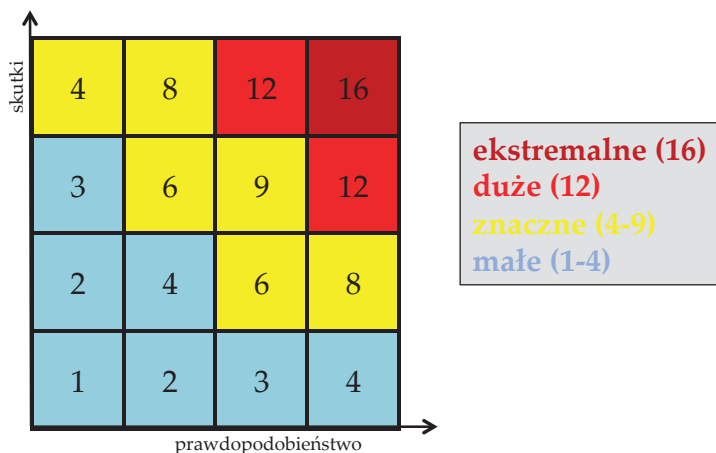 skutki
4 8 12 16
3 6 9 12
2 4 6 8
1 2 3 4
prawdopodobieństwo
ekstremalne (16)
duże (12)
znaczne (4-9)
małe (1-4)